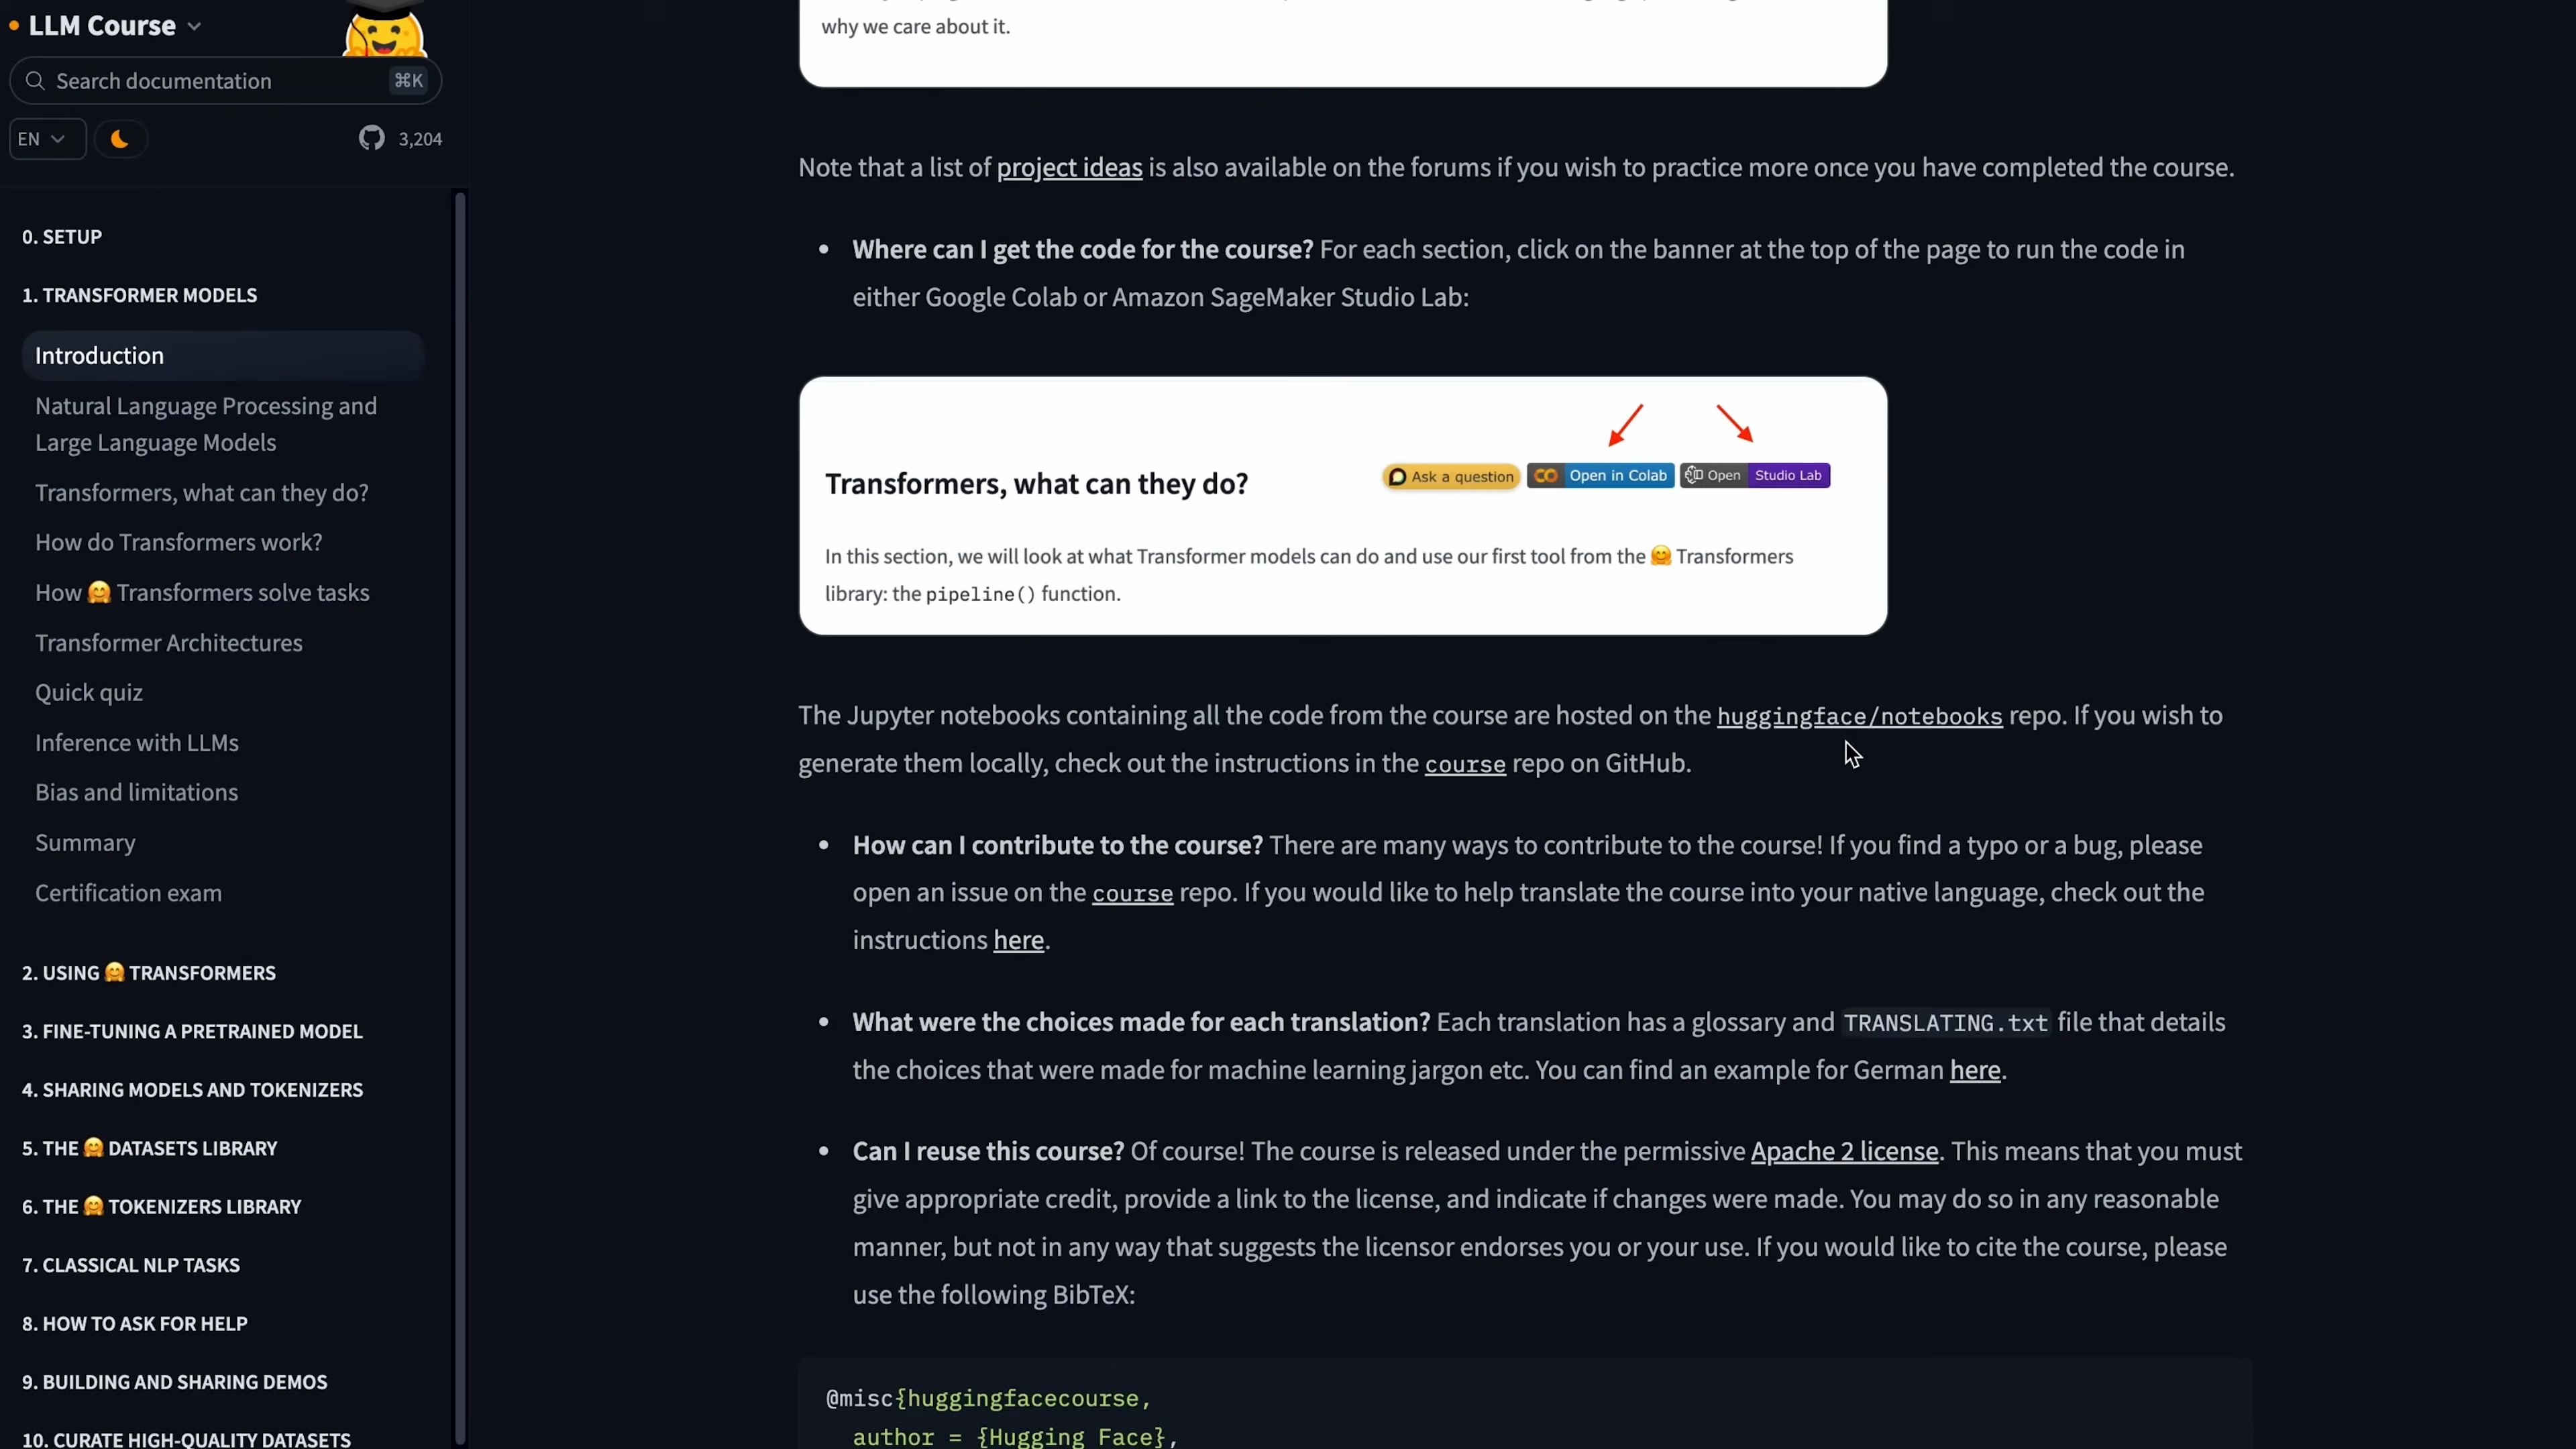 LLM Course
Search documentation
⌘K
EN
3,204
0. SETUP
1. TRANSFORMER MODELS
Introduction
Natural Language Processing and
Large Language Models
Transformers, what can they do?
How do Transformers work?
How 🤗 Transformers solve tasks
Transformer Architectures
Quick quiz
Inference with LLMs
Bias and limitations
Summary
Certification exam
2. USING 🤗 TRANSFORMERS
3. FINE-TUNING A PRETRAINED MODEL
4. SHARING MODELS AND TOKENIZERS
5. THE 🤗 DATASETS LIBRARY
6. THE 🤗 TOKENIZERS LIBRARY
7. CLASSICAL NLP TASKS
8. HOW TO ASK FOR HELP
9. BUILDING AND SHARING DEMOS
10. CURATE HIGH-QUALITY DATASETS
why we care about it.
Note that a list of project ideas is also available on the forums if you wish to practice more once you have completed the course.
• Where can I get the code for the course? For each section, click on the banner at the top of the page to run the code in
either Google Colab or Amazon SageMaker Studio Lab:
Transformers, what can they do?
Ask a question
Open in Colab
Open Studio Lab
In this section, we will look at what Transformer models can do and use our first tool from the 🤗 Transformers
library: the pipeline() function.
The Jupyter notebooks containing all the code from the course are hosted on the huggingface/notebooks repo. If you wish to
generate them locally, check out the instructions in the course repo on GitHub.
• How can I contribute to the course? There are many ways to contribute to the course! If you find a typo or a bug, please
open an issue on the course repo. If you would like to help translate the course into your native language, check out the
instructions here.
• What were the choices made for each translation? Each translation has a glossary and TRANSLATING.txt file that details
the choices that were made for machine learning jargon etc. You can find an example for German here.
• Can I reuse this course? Of course! The course is released under the permissive Apache 2 license. This means that you must
give appropriate credit, provide a link to the license, and indicate if changes were made. You may do so in any reasonable
manner, but not in any way that suggests the licensor endorses you or your use. If you would like to cite the course, please
use the following BibTeX:
@misc{huggingfacecourse,
author = {Hugging Face},